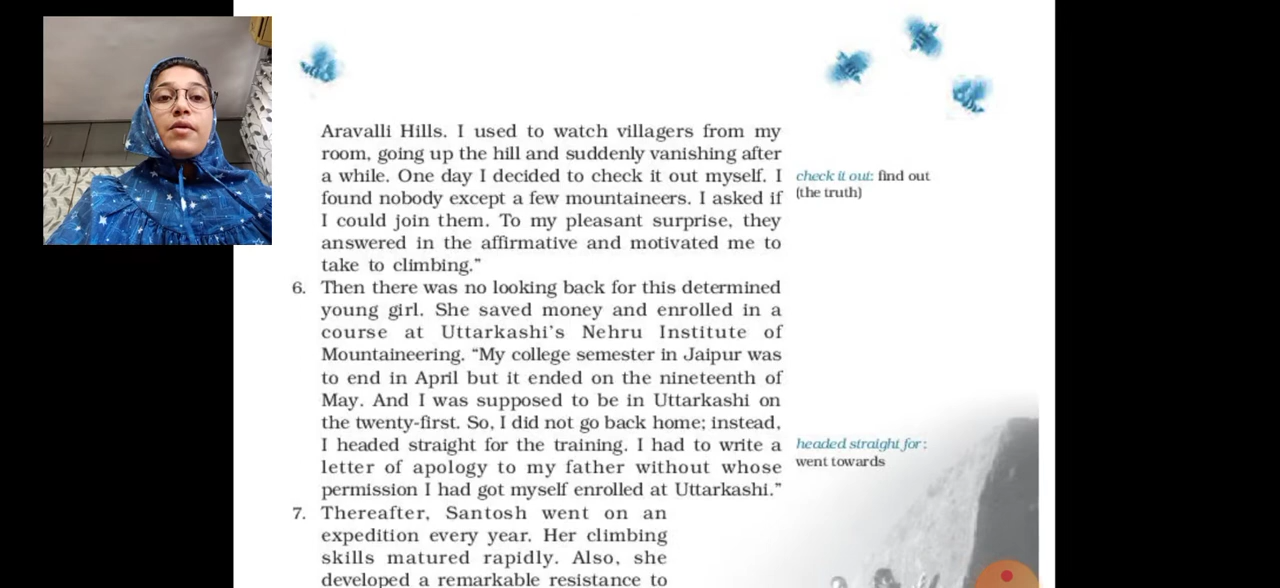 Aravalli Hills. I used to watch villagers from my
room, going up the hill and suddenly vanishing after
a while. One day I decided to check it out myself. I
found nobody except a few mountaineers. I asked if
I could join them. To my pleasant surprise, they
answered in the affirmative and motivated me to
take to climbing.”
check it out: find out
(the truth)
6. Then there was no looking back for this determined
young girl. She saved money and enrolled in a
course at Uttarkashi’s Nehru Institute of
Mountaineering. “My college semester in Jaipur was
to end in April but it ended on the nineteenth of
May. And I was supposed to be in Uttarkashi on
the twenty-first. So, I did not go back home; instead,
I headed straight for the training. I had to write a
letter of apology to my father without whose
permission I had got myself enrolled at Uttarkashi.”
headed straight for:
went towards
7. Thereafter, Santosh went on an
expedition every year. Her climbing
skills matured rapidly. Also, she
developed a remarkable resistance to